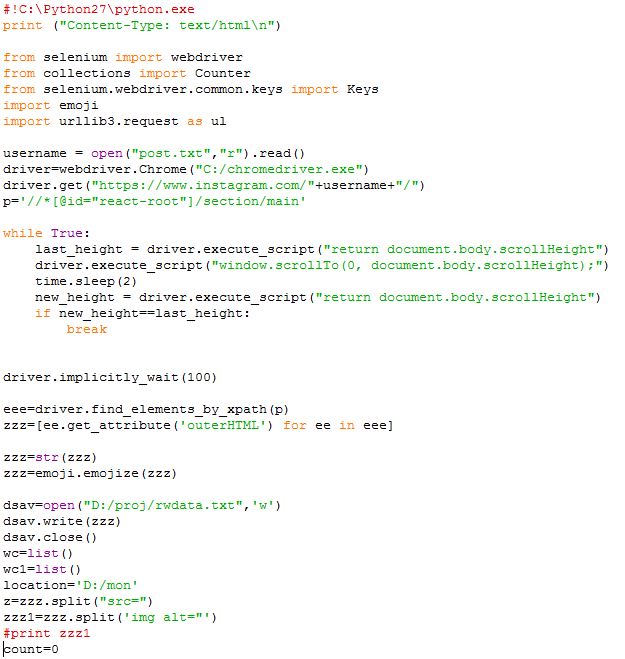 #!C:\Python27\python.exe
print ("Content-Type: text/html\n")

from selenium import webdriver
from collections import Counter
from selenium.webdriver.common.keys import Keys
import emoji
import urllib3.request as ul

username = open("post.txt","r").read()
driver=webdriver.Chrome("C:/chromedriver.exe")
driver.get("https://www.instagram.com/"+username+"/")
p='//*[@id="react-root"]/section/main'

while True:
    last_height = driver.execute_script("return document.body.scrollHeight")
    driver.execute_script("window.scrollTo(0, document.body.scrollHeight);")
    time.sleep(2)
    new_height = driver.execute_script("return document.body.scrollHeight")
    if new_height==last_height:
        break


driver.implicitly_wait(100)

eee=driver.find_elements_by_xpath(p)
zzz=[ee.get_attribute('outerHTML') for ee in eee]

zzz=str(zzz)
zzz=emoji.emojize(zzz)

dsav=open("D:/proj/rwdata.txt",'w')
dsav.write(zzz)
dsav.close()
wc=list()
wc1=list()
location='D:/mon'
z=zzz.split("src=")
zzz1=zzz.split('img alt="')
#print zzz1
count=0